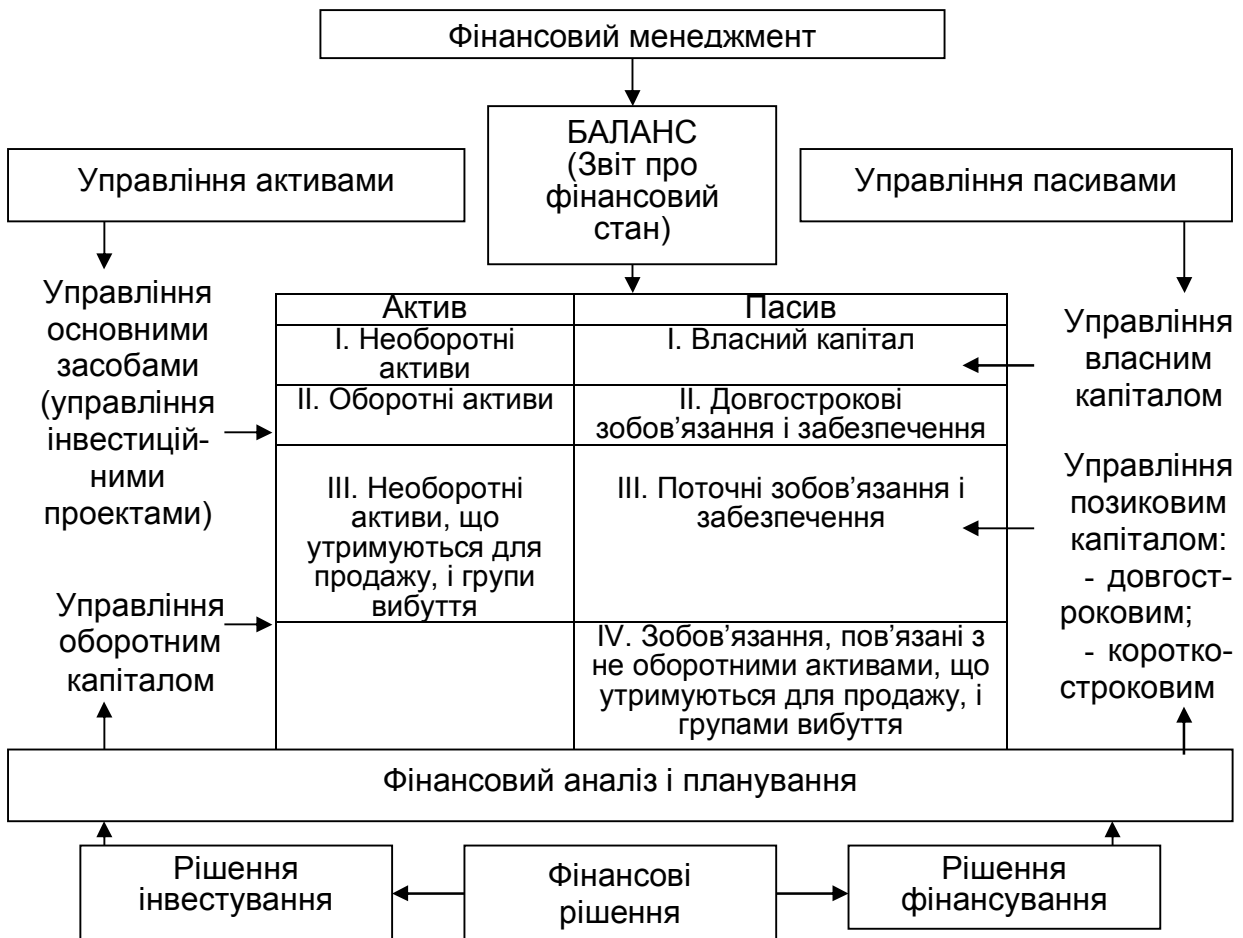 Фінансовий менеджмент
БАЛАНС
(Звіт про
фінансовий
стан)
Управління активами
Управління пасивами
Управління
основними
засобами
(управління
інвестицій-
ними
проектами)
Управління
оборотним
капіталом
Актив
Пасив
І. Необоротні
активи
І. Власний капітал
ІІ. Оборотні активи
ІІ. Довгострокові
зобов’язання і забезпечення
ІІІ. Необоротні
активи, що
утримуються для
продажу, і групи
вибуття
ІІІ. Поточні зобов’язання і
забезпечення
IV. Зобов’язання, пов’язані з
не оборотними активами, що
утримуються для продажу, і
групами вибуття
Управління
власним
капіталом
Управління
позиковим
капіталом:
- довгост-
роковим;
- коротко-
строковим
Фінансовий аналіз і планування
Рішення
інвестування
Фінансові
рішення
Рішення
фінансування